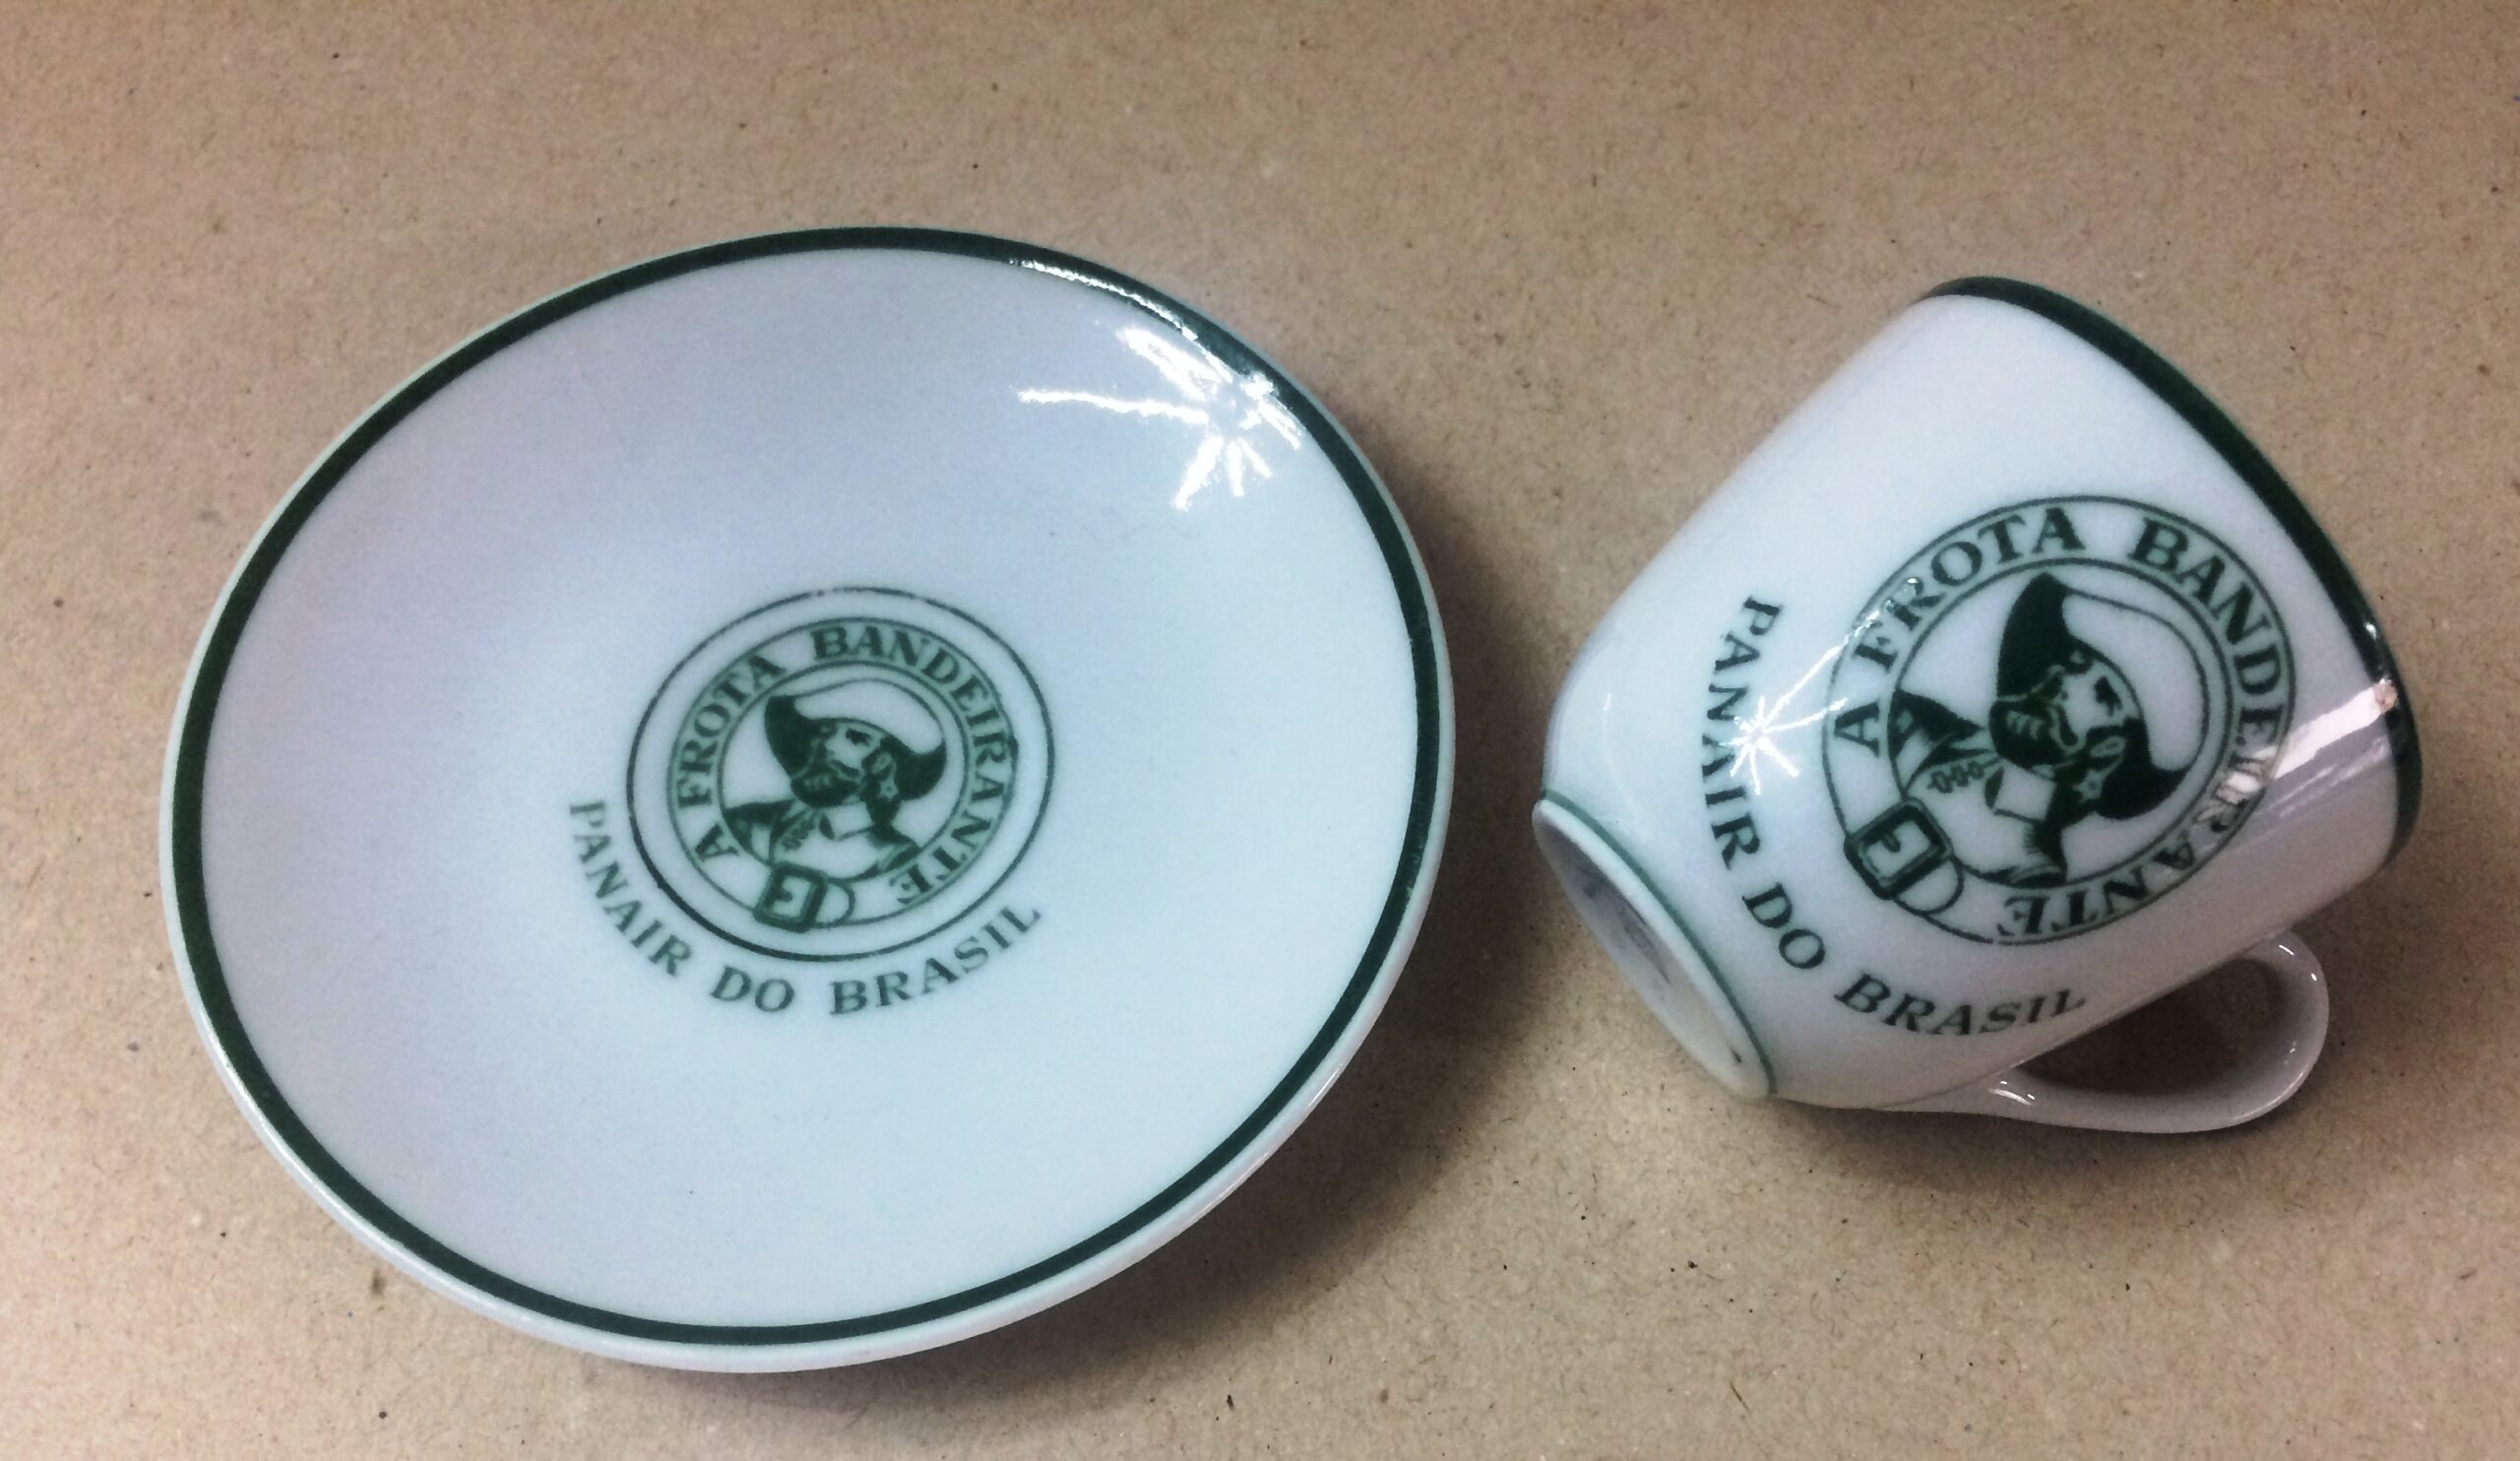 A FROTA BANDEIRANTE
PANAIR DO BRASIL
A FROTA BANDEIRANTE
PANAIR DO BRASIL